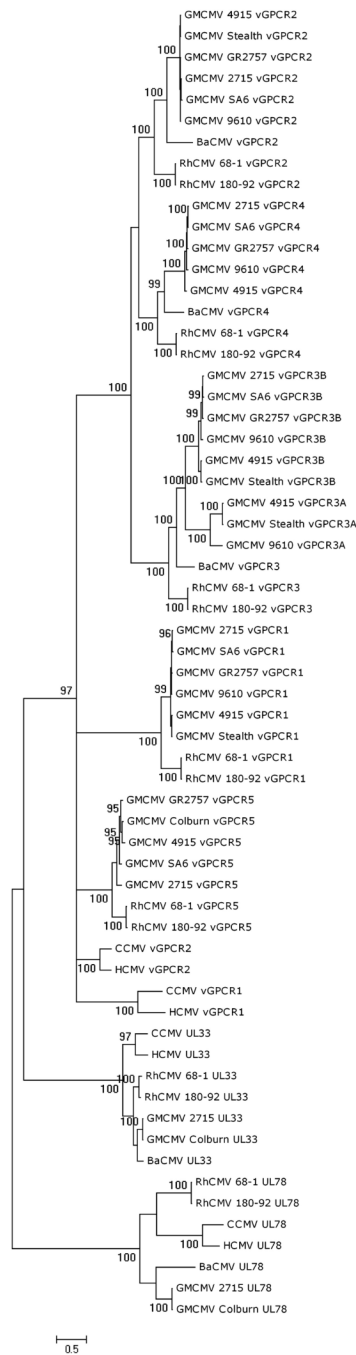 GMCMV 4915 vGPCR2
GMCMV Stealth vGPCR2
GMCMV GR2757 vGPCR2
100
GMCMV 2715 vGPCR2
100
GMCMV SA6 vGPCR2
GMCMV 9610 vGPCR2
BaCMV vGPCR2
100
RhCMV 68-1 vGPCR2
RhCMV 180-92 vGPCR2
100
GMCMV 2715 vGPCR4
100
GMCMV SA6 vGPCR4
GMCMV GR2757 vGPCR4
100
GMCMV 9610 vGPCR4
99
GMCMV 4915 vGPCR4
BaCMV vGPCR4
100
RhCMV 68-1 vGPCR4
100
RhCMV 180-92 vGPCR4
GMCMV 2715 vGPCR3B
100
99
GMCMV SA6 vGPCR3B
99
GMCMV GR2757 vGPCR3B
100
GMCMV 9610 vGPCR3B
GMCMV 4915 vGPCR3B
100
100
GMCMV Stealth vGPCR3B
100
GMCMV 4915 vGPCR3A
GMCMV Stealth vGPCR3A
100
GMCMV 9610 vGPCR3A
BaCMV vGPCR3
100
RhCMV 68-1 vGPCR3
100
RhCMV 180-92 vGPCR3
96
GMCMV 2715 vGPCR1
GMCMV SA6 vGPCR1
GMCMV GR2757 vGPCR1
97
99
GMCMV 9610 vGPCR1
GMCMV 4915 vGPCR1
100
GMCMV Stealth vGPCR1
RhCMV 68-1 vGPCR1
100
RhCMV 180-92 vGPCR1
GMCMV GR2757 vGPCR5
95
GMCMV Colburn vGPCR5
95
95
GMCMV 4915 vGPCR5
GMCMV SA6 vGPCR5
GMCMV 2715 vGPCR5
100
RhCMV 68-1 vGPCR5
100
RhCMV 180-92 vGPCR5
CCMV vGPCR2
100
HCMV vGPCR2
CCMV vGPCR1
100
HCMV vGPCR1
97
CCMV UL33
HCMV UL33
100
RhCMV 68-1 UL33
100
RhCMV 180-92 UL33
100
GMCMV 2715 UL33
GMCMV Colburn UL33
BaCMV UL33
100
RhCMV 68-1 UL78
RhCMV 180-92 UL78
CCMV UL78
100
HCMV UL78
100
BaCMV UL78
GMCMV 2715 UL78
100
GMCMV Colburn UL78
0.5